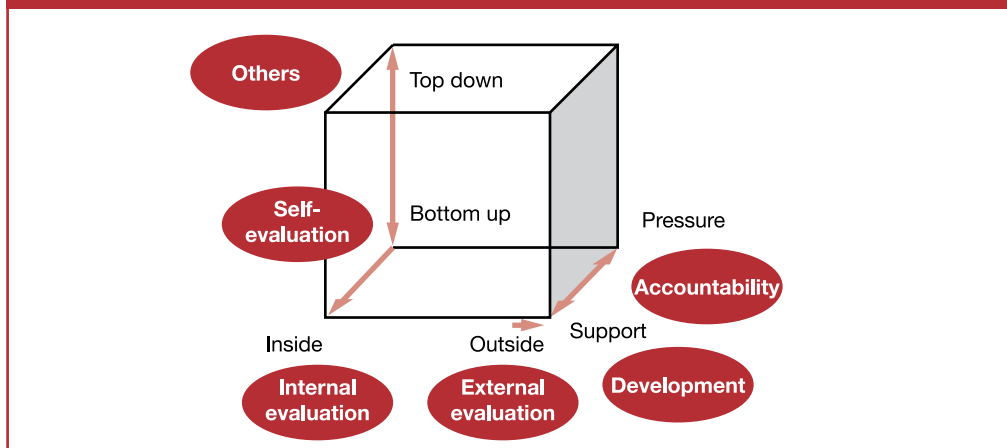 Others
Top down
Self-
evaluation
Bottom up
Pressure
Accountability
Support
Inside
Outside
Internal
evaluation
External
evaluation
Development